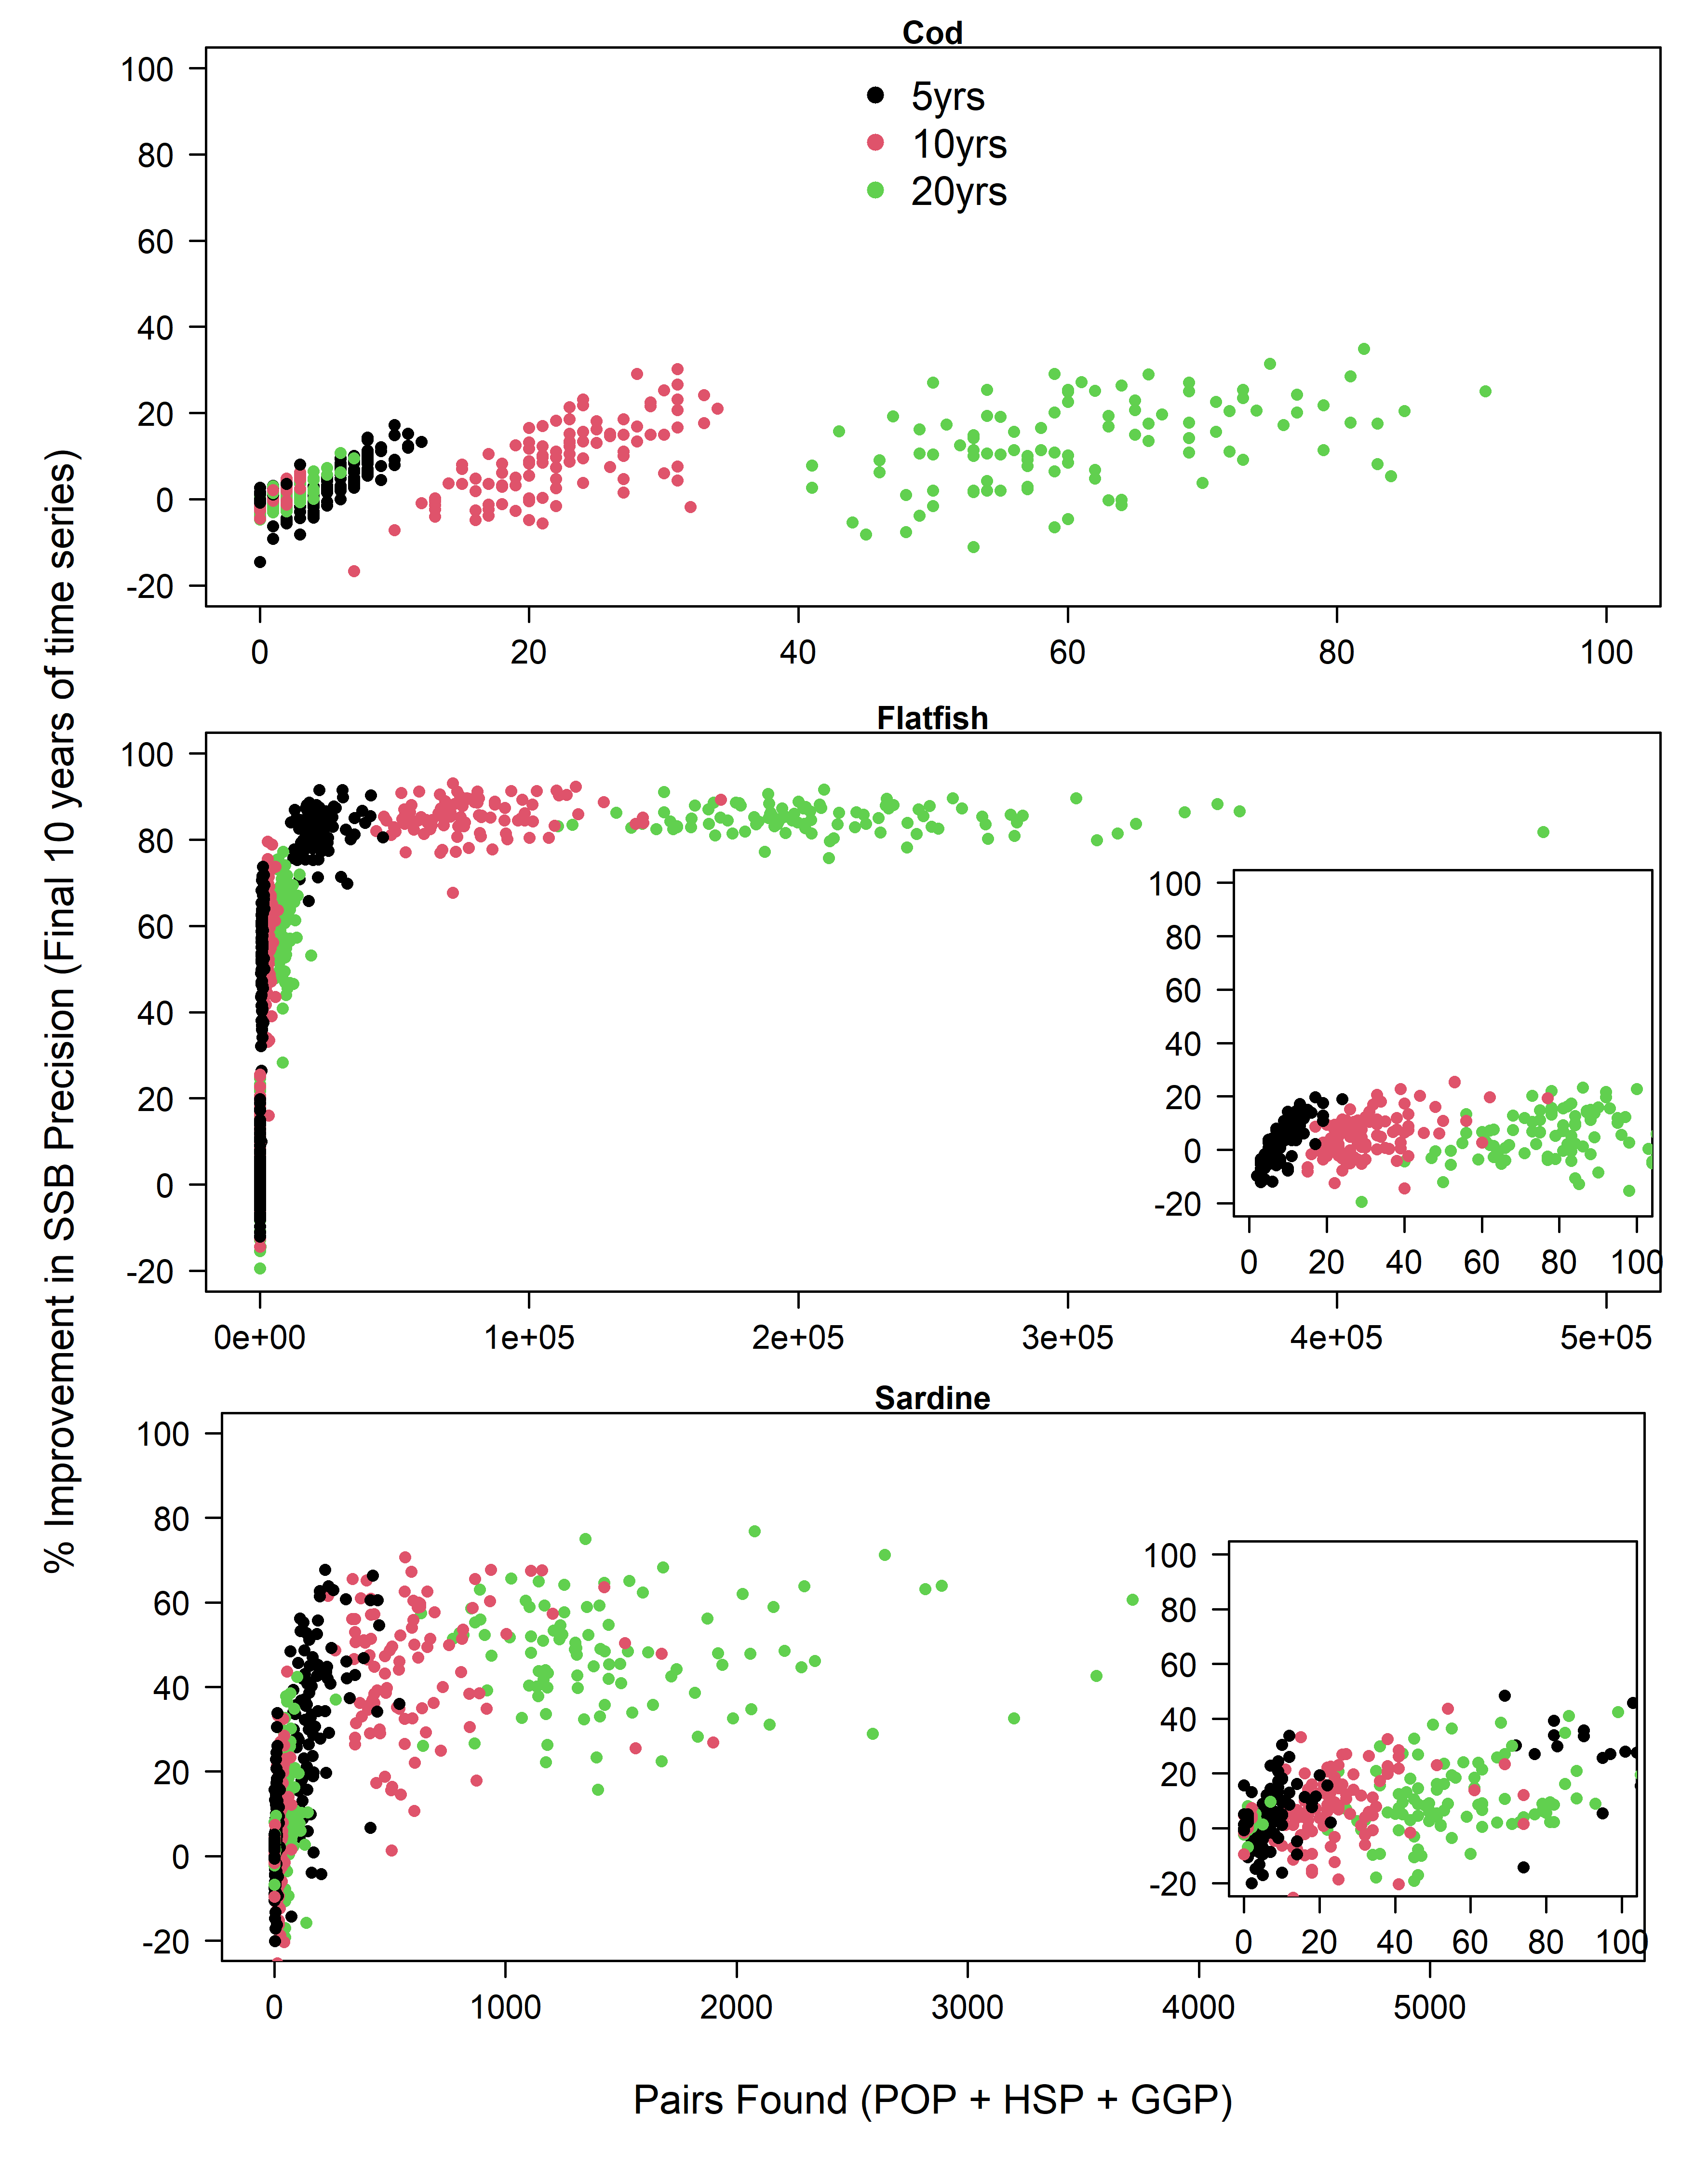 Cod
100
80
60
40
20
0
-20
5yrs
10yrs
20yrs
0 20 40 60 80 100
% Improvement in SSB Precision (Final 10 years of time series)
Flatfish
100
80
60
40
20
0
-20
100
80
60
40
20
0
-20
0 20 40 60 80 100
0e+00 1e+05 2e+05 3e+05 4e+05 5e+05
Sardine
100
80
60
40
20
0
-20
100
80
60
40
20
0
-20
0 20 40 60 80 100
0 1000 2000 3000 4000 5000
Pairs Found (POP + HSP + GGP)